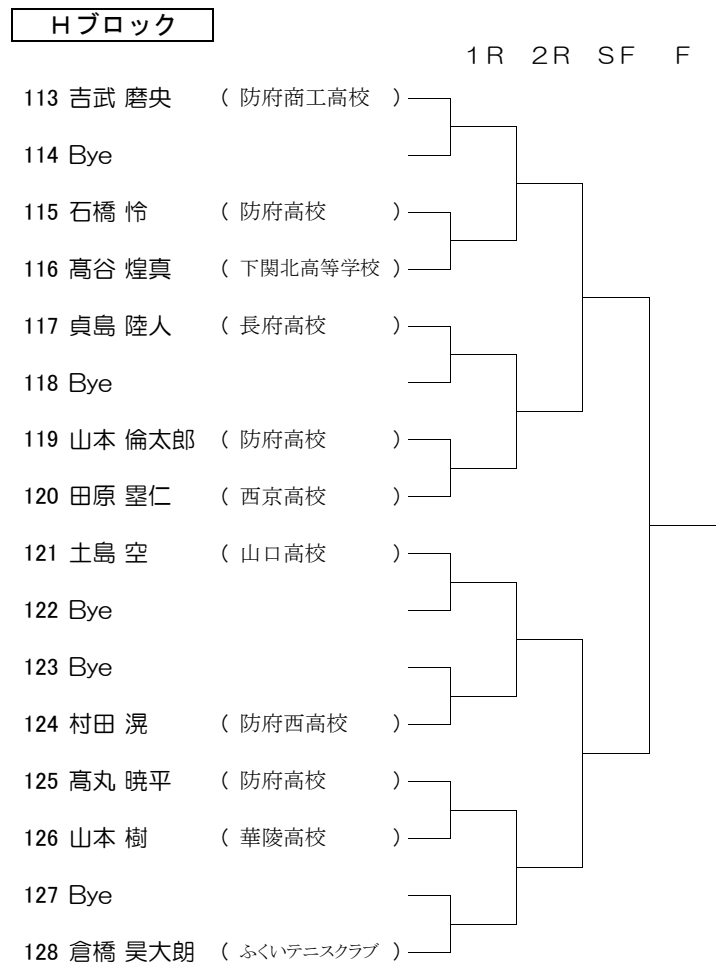 Hブロック
1R 2R SF F
113 吉武 磨央 ( 防府商工高校 )
114 Bye
115 石橋 怜 ( 防府高校 )
116 髙谷 煌真 ( 下関北高等学校 )
117 貞島 陸人 ( 長府高校 )
118 Bye
119 山本 倫太郎 ( 防府高校 )
120 田原 塁仁 ( 西京高校 )
121 土島 空 ( 山口高校 )
122 Bye
123 Bye
124 村田 滉 ( 防府西高校 )
125 髙丸 暁平 ( 防府高校 )
126 山本 樹 ( 華陵高校 )
127 Bye
128 倉橋 昊大朗 ( ふくいテニスクラブ )